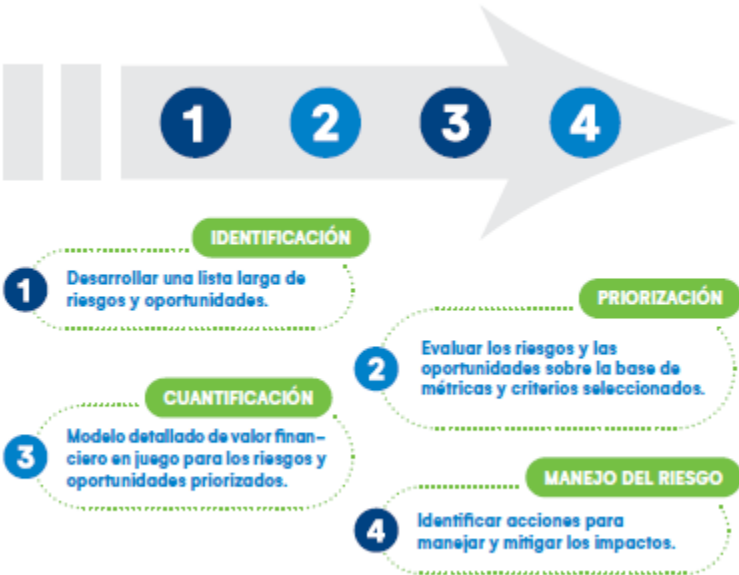 1 2 3 4
IDENTIFICACIÓN
1
Desarrollar una lista larga de
riesgos y oportunidades.
PRIORIZACIÓN
2
Evaluar los riesgos y las
oportunidades sobre la base de
métricas y criterios seleccionados.
CUANTIFICACIÓN
3
Modelo detallado de valor finan-
ciero en juego para los riesgos y
oportunidades priorizados.
MANEJO DEL RIESGO
4
Identificar acciones para
manejar y mitigar los impactos.